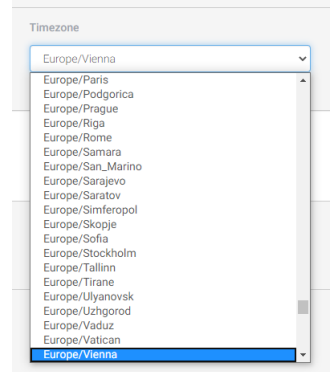 Timezone
Europe/Vienna
Europe/Paris
Europe/Podgorica
Europe/Prague
Europe/Riga
Europe/Rome
Europe/Samara
Europe/San_Marino
Europe/Sarajevo
Europe/Saratov
Europe/Simferopol
Europe/Skopje
Europe/Sofia
Europe/Stockholm
Europe/Tallinn
Europe/Tirane
Europe/Ulyanovsk
Europe/Uzhgorod
Europe/Vaduz
Europe/Vatican
Europe/Vienna